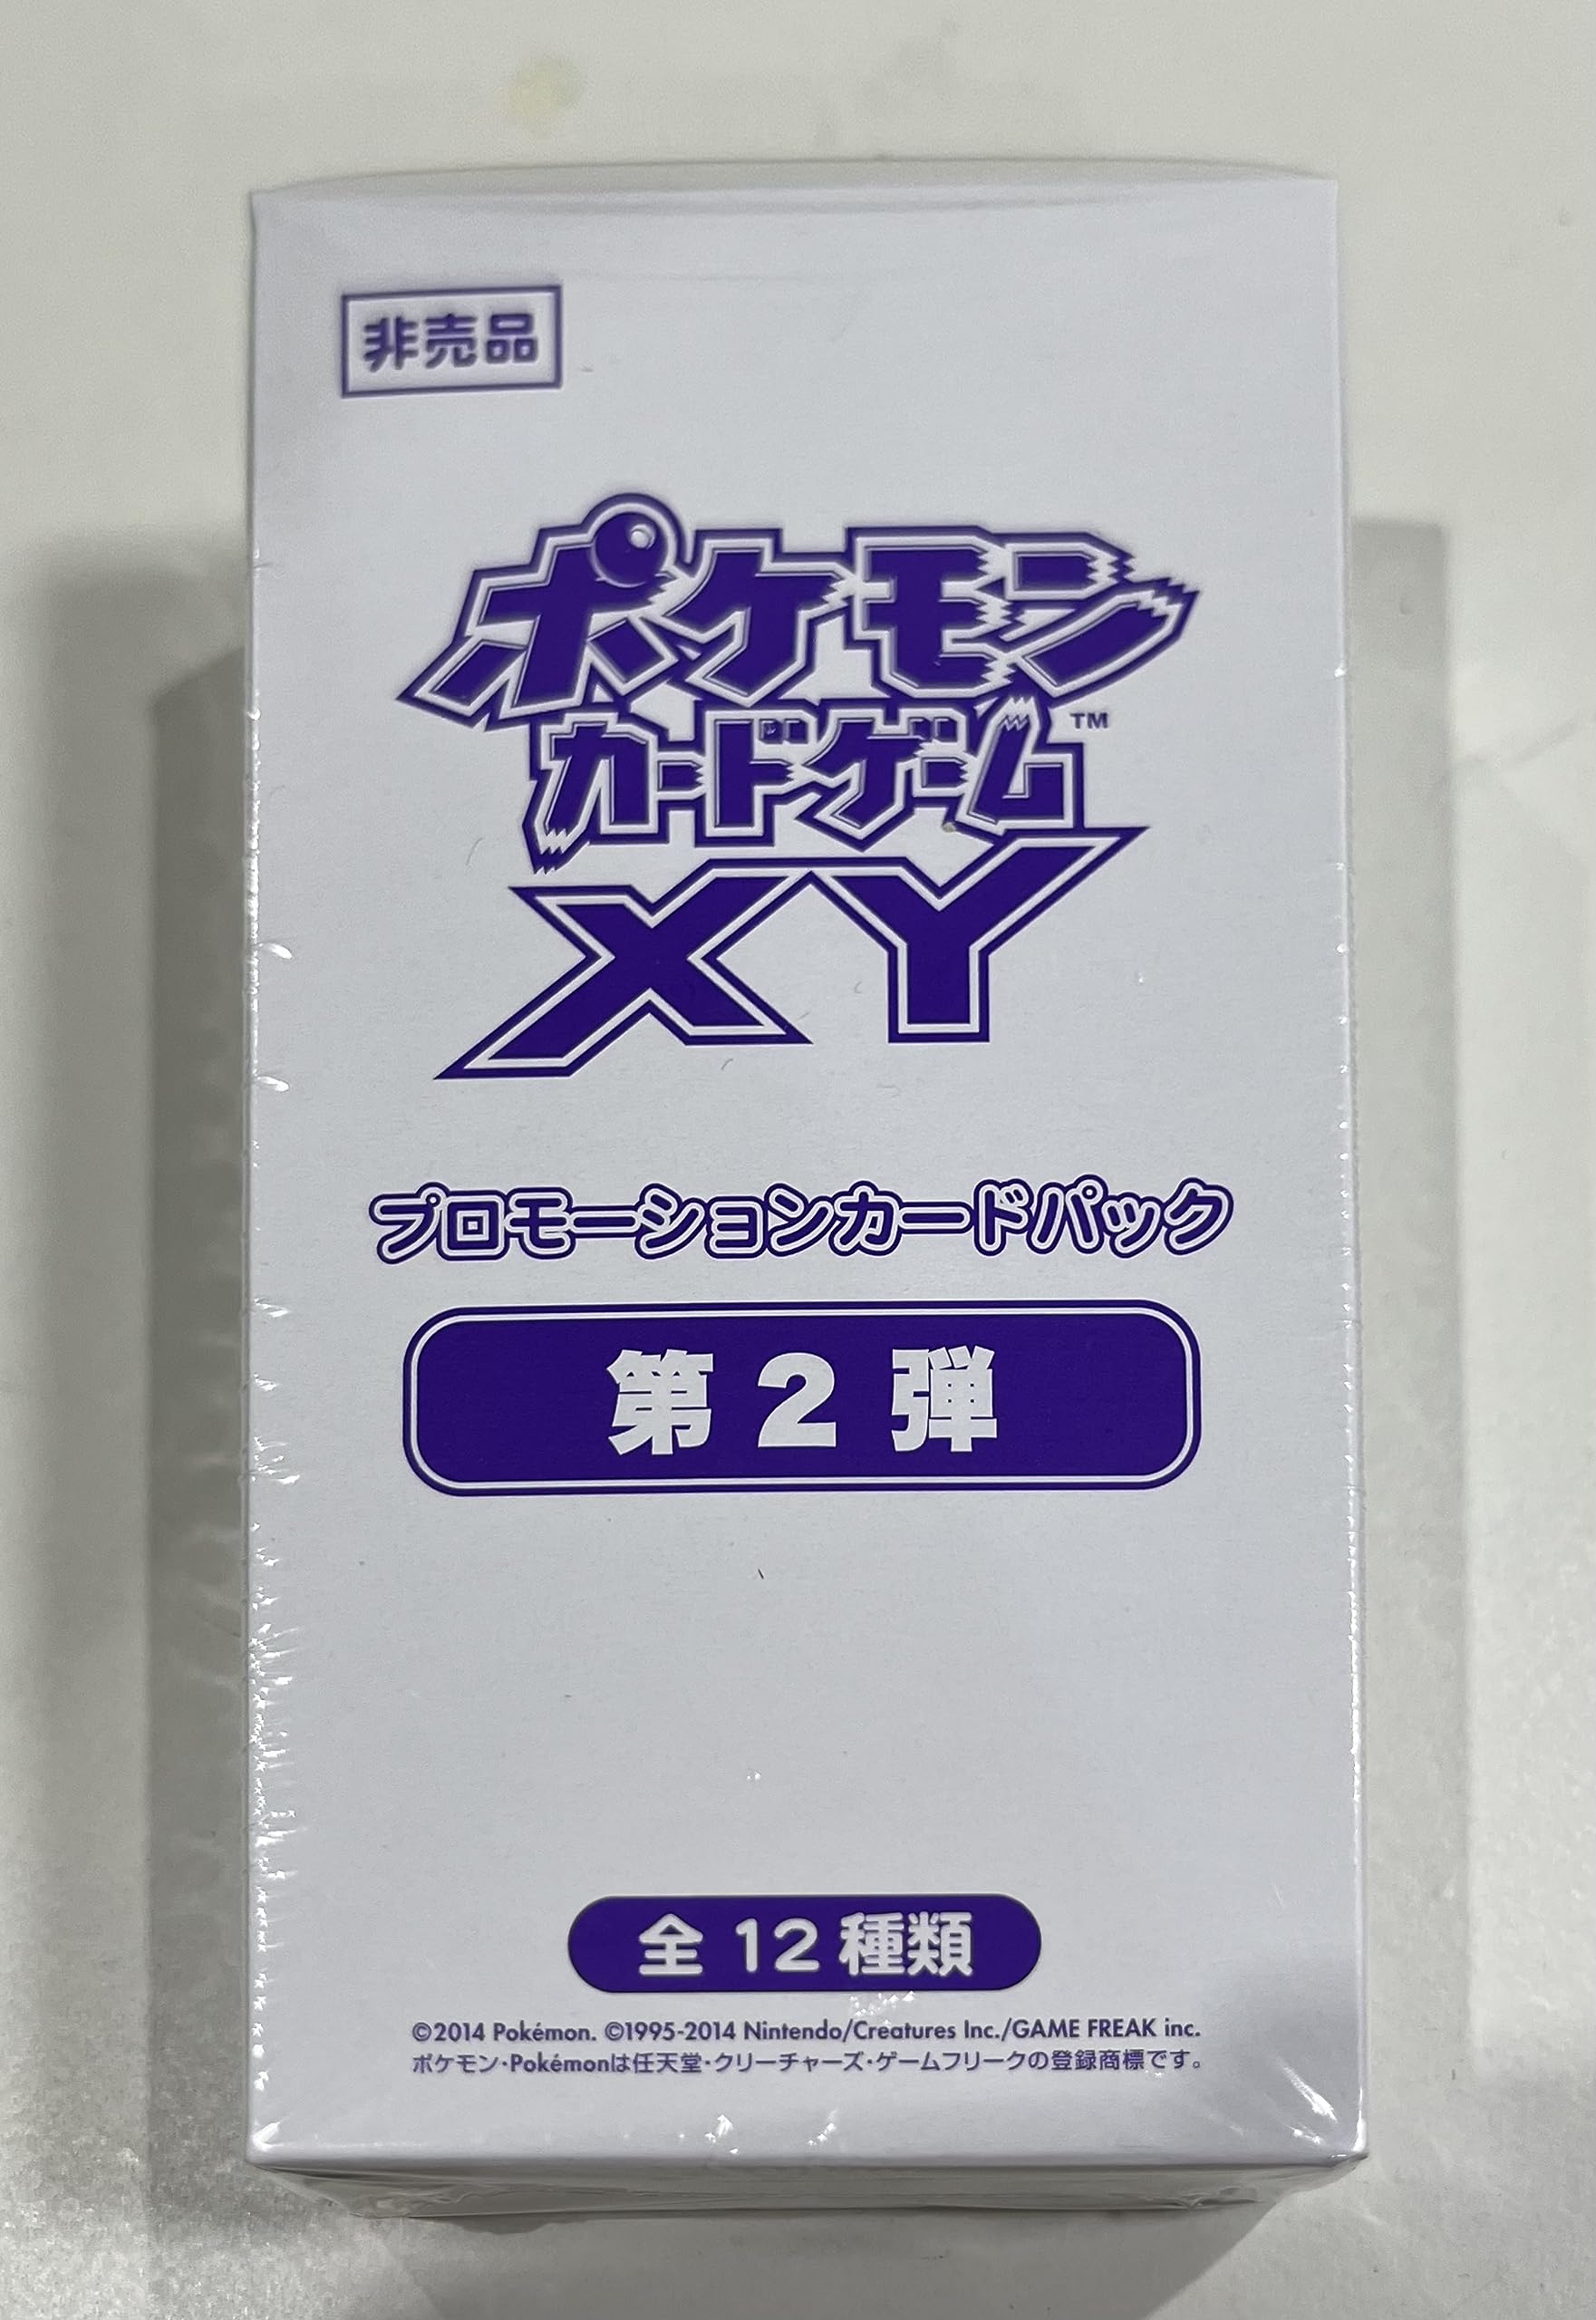 非売品
ポケモン
カードゲーム™
XY
プロモーションカードパック
第2弾
全12種類
©2014 Pokémon. ©1995-2014 Nintendo/Creatures Inc./GAME FREAK inc.
ポケモン・Pokémonは任天堂・クリーチャーズ・ゲームフリークの登録商標です。